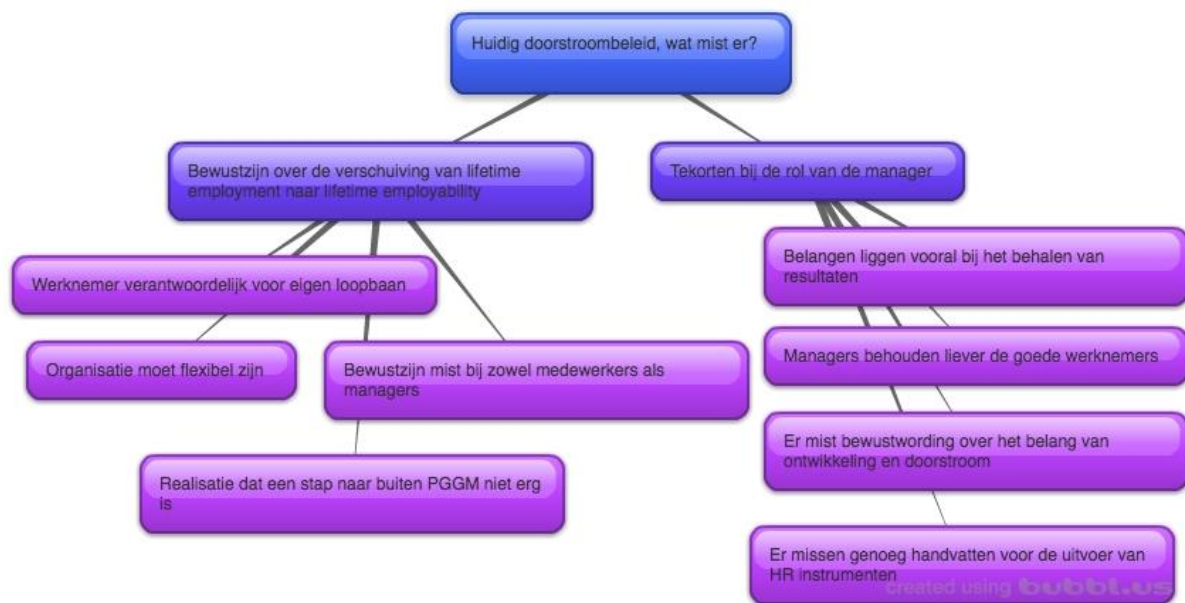 Huidig doorstroombeleid, wat mist er?
Bewustzijn over de verschuiving van lifetime
employment naar lifetime employability
Tekorten bij de rol van de manager
Werknemer verantwoordelijk voor eigen loopbaan
Organisatie moet flexibel zijn
Bewustzijn mist bij zowel medewerkers als
managers
Realisatie dat een stap naar buiten PGGM niet erg
is
Belangen liggen vooral bij het behalen van
resultaten
Managers behouden liever de goede werknemers
Er mist bewustwording over het belang van
ontwikkeling en doorstroom
Er missen genoeg handvatten voor de uitvoer van
HR instrumenten
created using bubbl.us